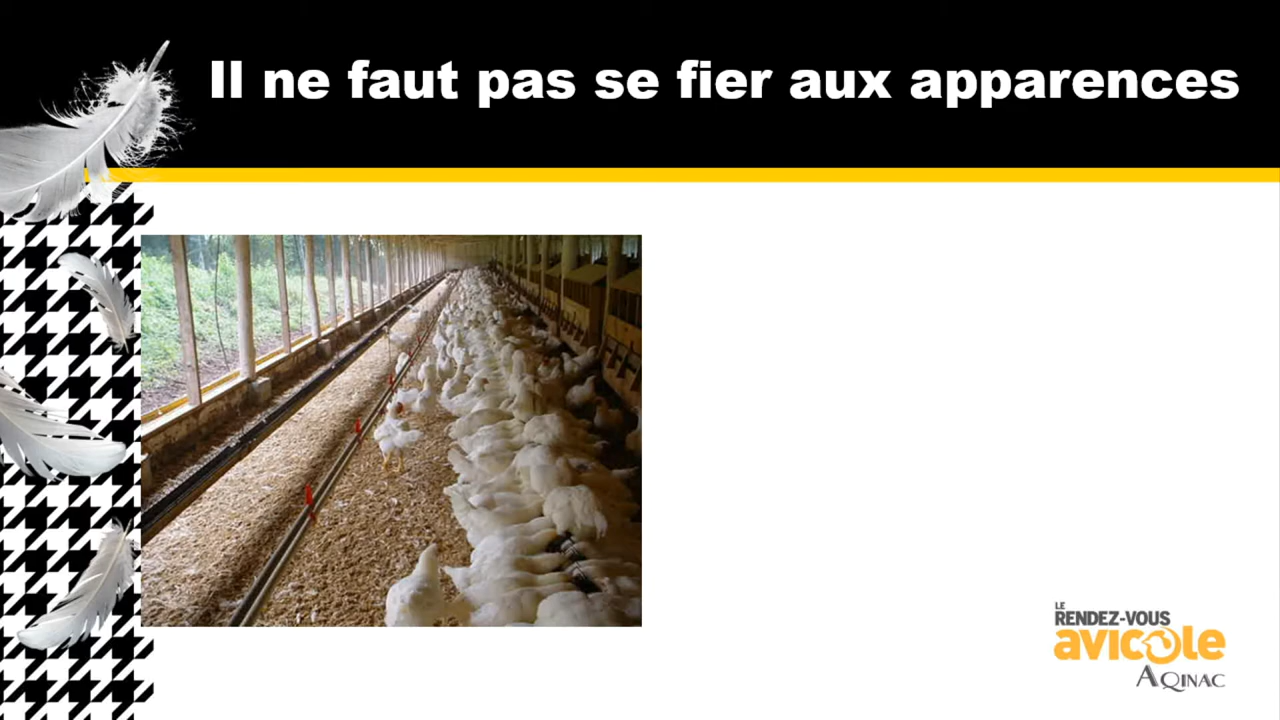 Il ne faut pas se fier aux apparences
LE
RENDEZ-VOUS
avicole
AQINAC